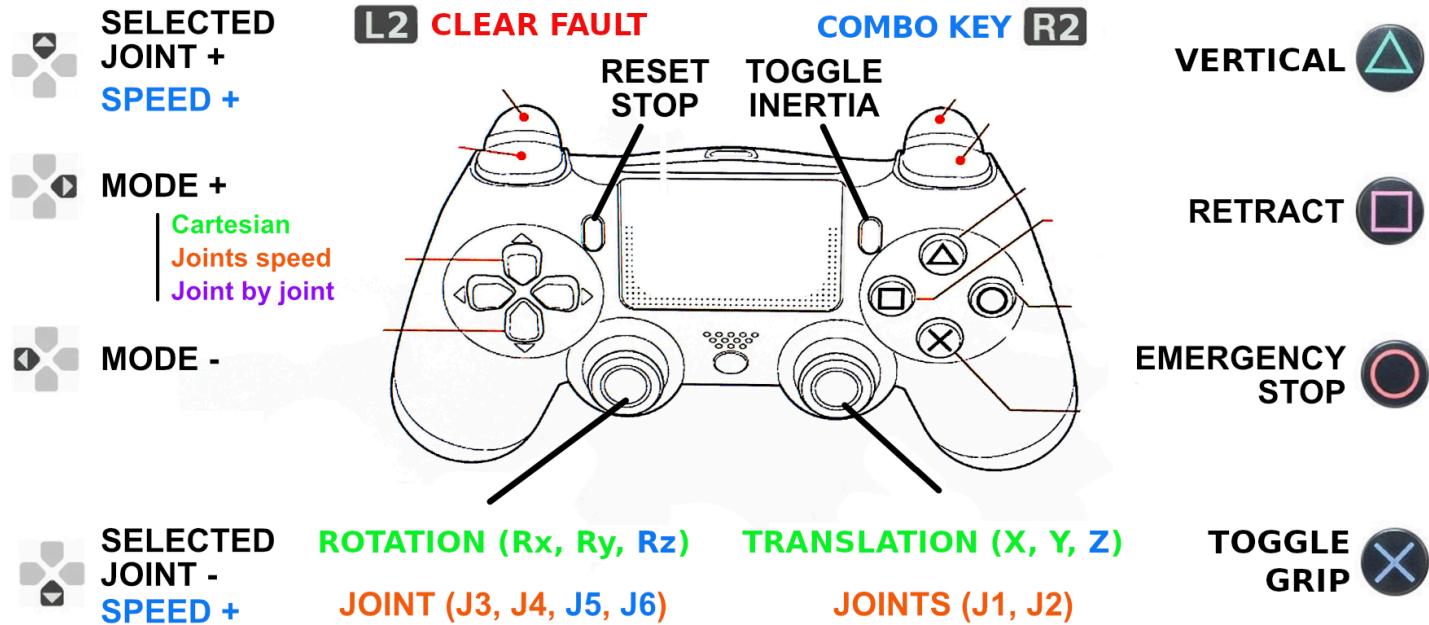 SELECTED
JOINT +
SPEED +
L2 CLEAR FAULT
COMBO KEY R2
RESET
STOP
TOGGLE
INERTIA
VERTICAL
MODE +
Cartesian
Joints speed
Joint by joint
RETRACT
MODE -
EMERGENCY
STOP
SELECTED
JOINT -
SPEED +
ROTATION (Rx, Ry, Rz)
JOINT (J3, J4, J5, J6)
TRANSLATION (X, Y, Z)
JOINTS (J1, J2)
TOGGLE
GRIP